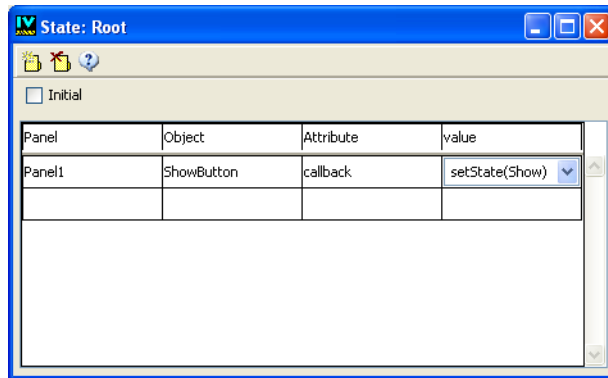 State: Root
Initial
Panel Object Attribute value
Panel1 ShowButton callback setState(Show)